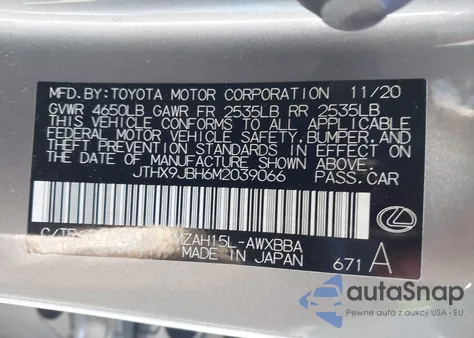 MFD.BY:TOYOTA MOTOR CORPORATION 11/20
GVWR 4650LB GAWR FR 2535LB RR 2535LB
THIS VEHICLE CONFORMS TO ALL APPLICABLE
FEDERAL MOTOR VEHICLE SAFETY,BUMPER,AND
THEFT PREVENTION STANDARDS IN EFFECT ON
THE DATE OF MANUFACTURE SHOWN ABOVE.
JTHX9JBH6M2039066 PASS.CAR
ZAH15L-AWXBBA
MADE IN JAPAN 671 A
autoSnap
Pewne auta z aukcji USA - EU